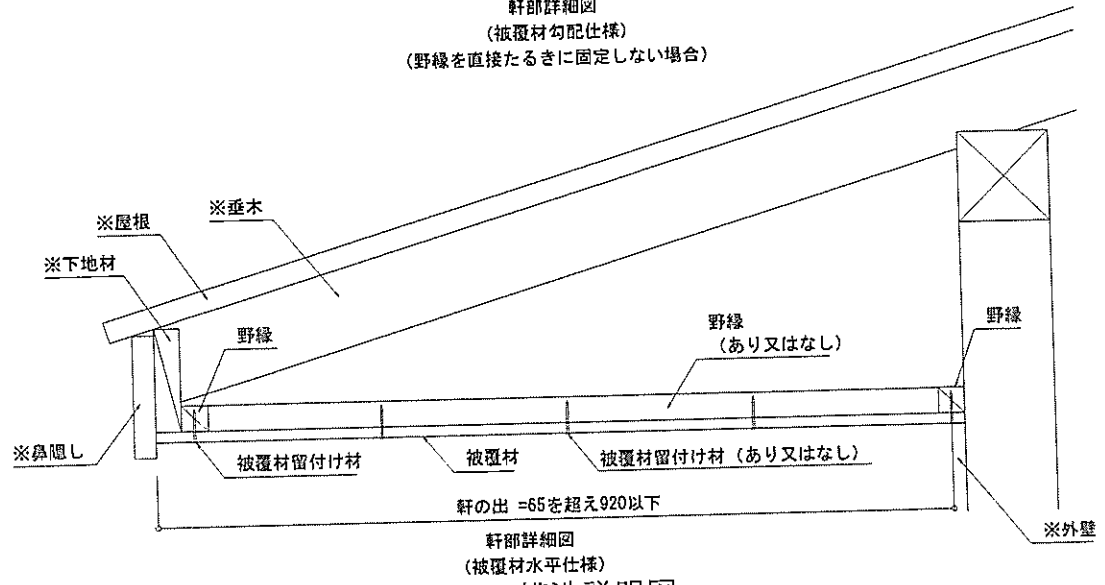 軒部詳細図
(被覆材勾配仕様)
(野縁を直接たるきに固定しない場合)
※屋根
※垂木
※下地材
野縁
野縁
(あり又はなし)
野縁
※鼻隠し
被覆材留付け材
被覆材
被覆材留付け材(あり又はなし)
軒の出 =65を超え920以下
※外壁
軒部詳細図
(被覆材水平仕様)